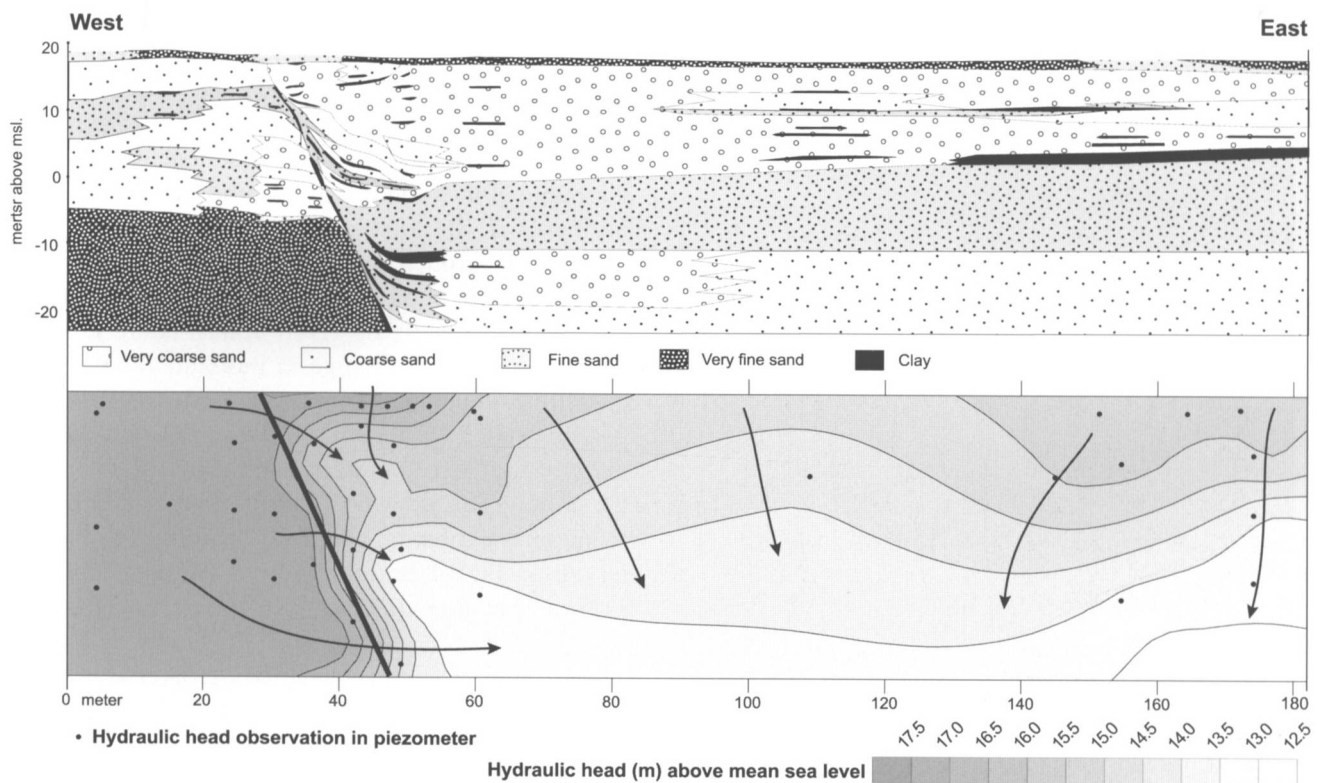 West East
20
10
0
-10
-20
mertsr above msl.
Very coarse sand Coarse sand Fine sand Very fine sand Clay
0 meter 20 40 60 80 100 120 140 160 180
• Hydraulic head observation in piezometer
17.5 17.0 16.5 16.0 15.5 15.0 14.5 14.0 13.5 13.0 12.5
Hydraulic head (m) above mean sea level